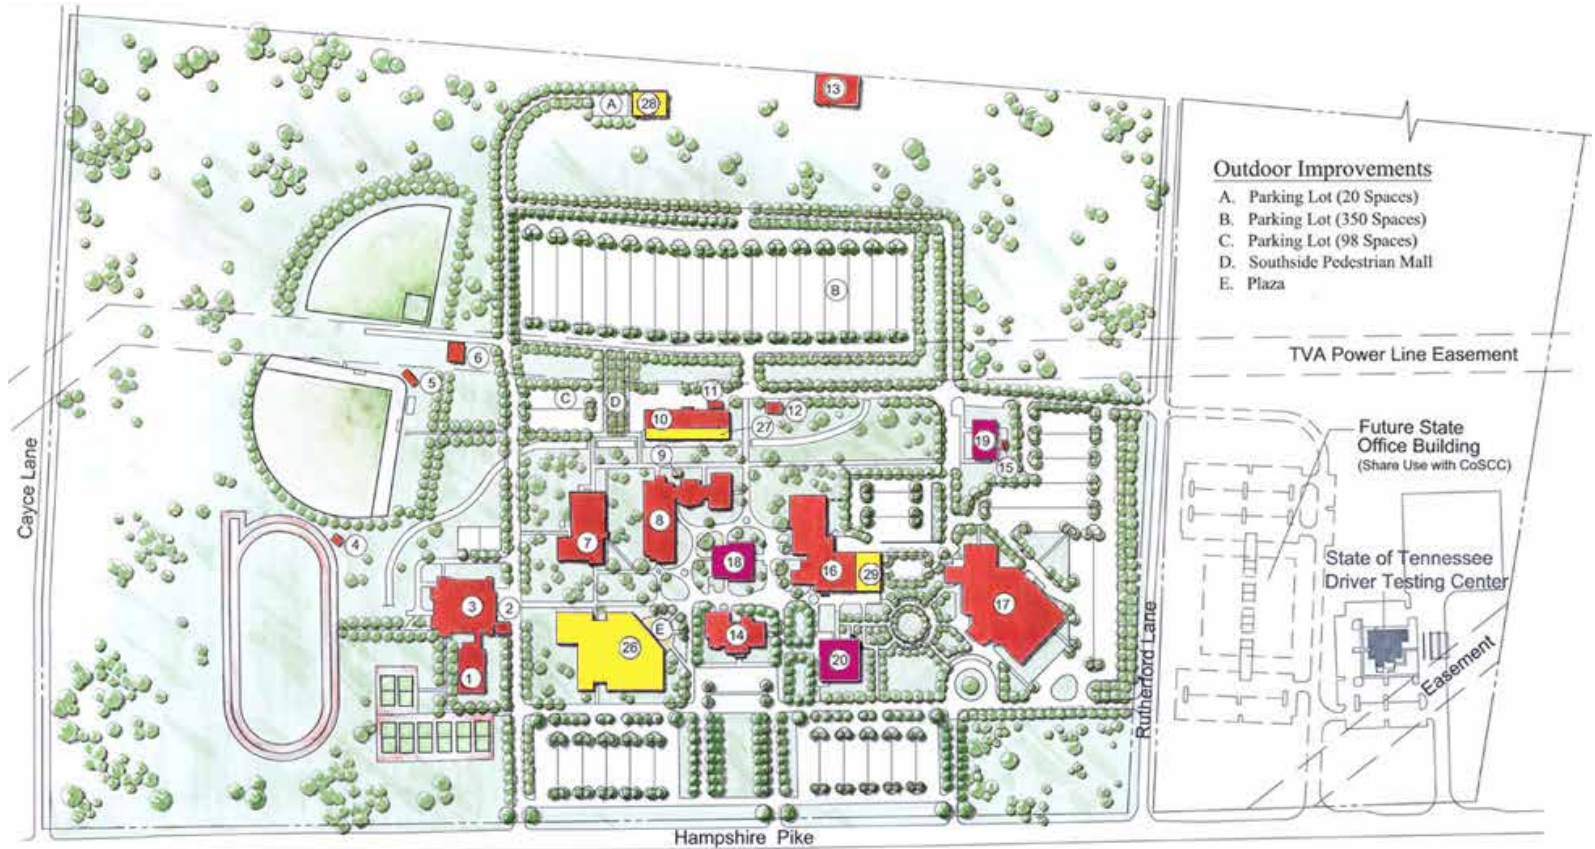 13
A
28
Outdoor Improvements
A. Parking Lot (20 Spaces)
B. Parking Lot (350 Spaces)
C. Parking Lot (98 Spaces)
D. Southside Pedestrian Mall
E. Plaza
B
TVA Power Line Easement
6
5
C
D
11
10
12
27
9
19
15
Future State
Office Building
(Share Use with CoSCC)
Cayce Lane
4
7
8
18
16
29
17
State of Tennessee
Driver Testing Center
3
2
E
14
26
20
1
Rutherford Lane
Easement
Hampshire Pike